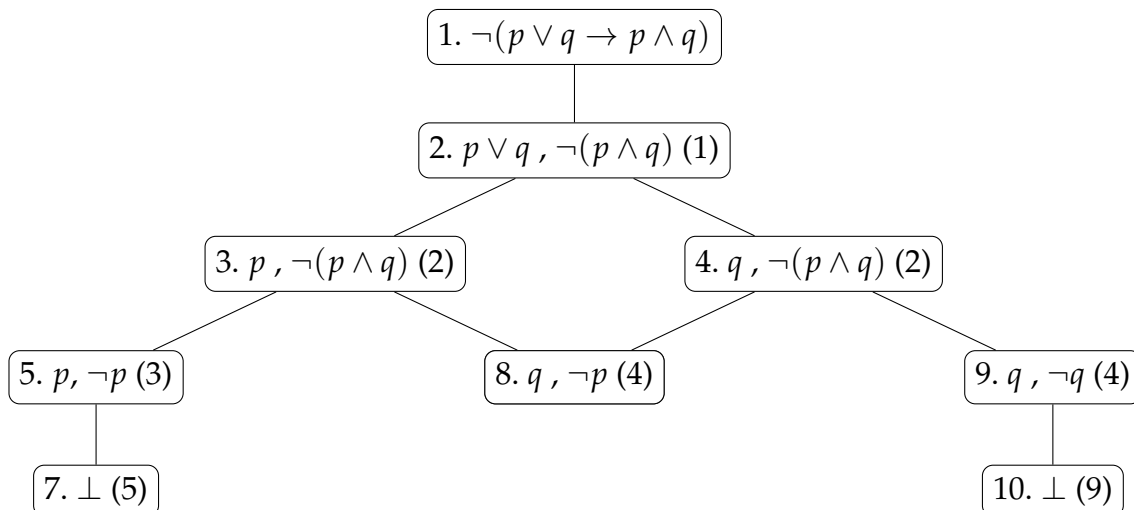 1. ¬(p ∨ q → p ∧ q)
2. p ∨ q , ¬(p ∧ q) (1)
3. p , ¬(p ∧ q) (2)
4. q , ¬(p ∧ q) (2)
5. p, ¬p (3)
8. q , ¬p (4)
9. q , ¬q (4)
7. ⊥ (5)
10. ⊥ (9)